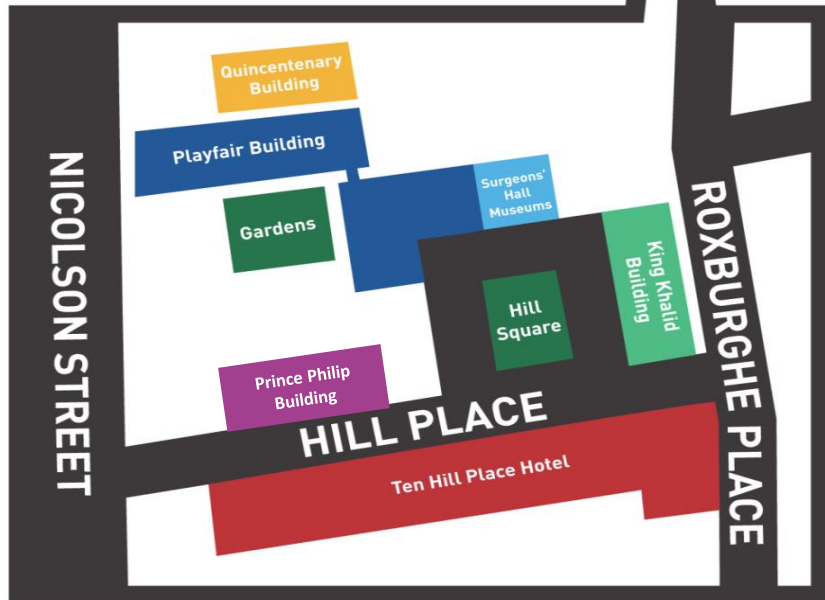 Quincentenary
Building
Playfair Building
Surgeons'
Hall
Museums
Gardens
Hill
Square
King Khalid
Building
Prince Philip
Building
HILL PLACE
Ten Hill Place Hotel
NICOLSON STREET
ROXBURGHE PLACE